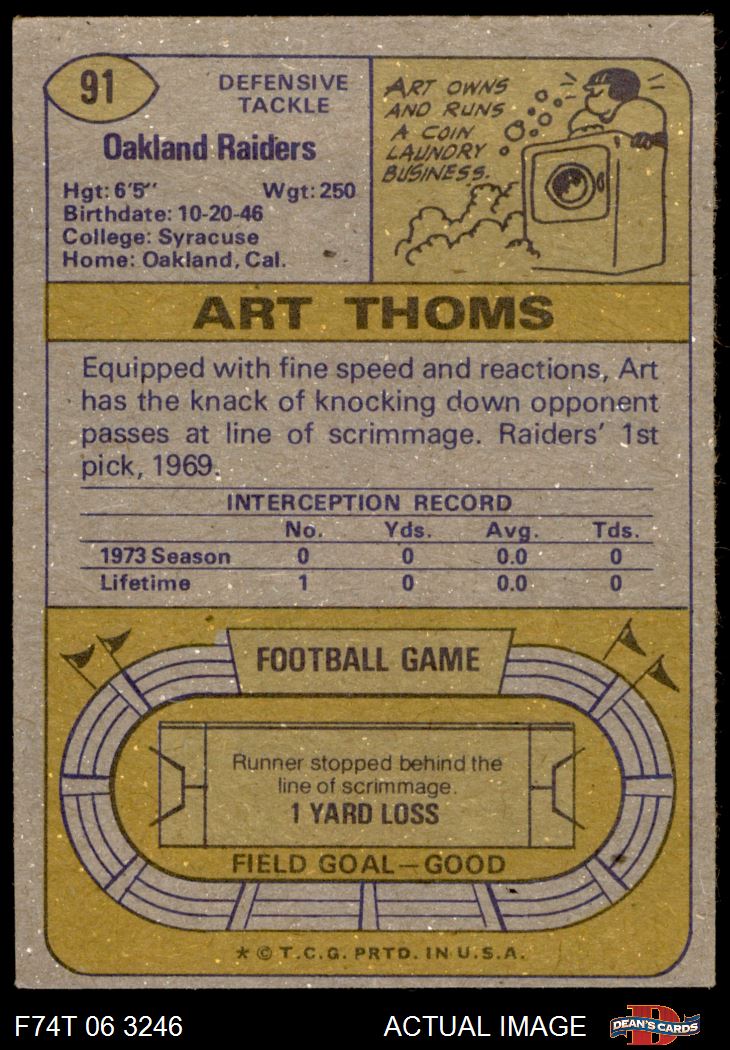 91
DEFENSIVE
TACKLE
Oakland Raiders
Hgt: 6'5" Wgt: 250
Birthdate: 10-20-46
College: Syracuse
Home: Oakland, Cal.
ART OWNS
AND RUNS
A COIN
LAUNDRY
BUSINESS.
ART THOMS
Equipped with fine speed and reactions, Art
has the knack of knocking down opponent
passes at line of scrimmage. Raiders' 1st
pick, 1969.
INTERCEPTION RECORD
No. Yds. Avg. Tds.
1973 Season 0 0 0.0 0
Lifetime 1 0 0.0 0
FOOTBALL GAME
Runner stopped behind the
line of scrimmage.
1 YARD LOSS
FIELD GOAL—GOOD
* © T.C.G. PRTD. IN U.S.A.
F74T 06 3246 ACTUAL IMAGE D DEAN'S CARDS